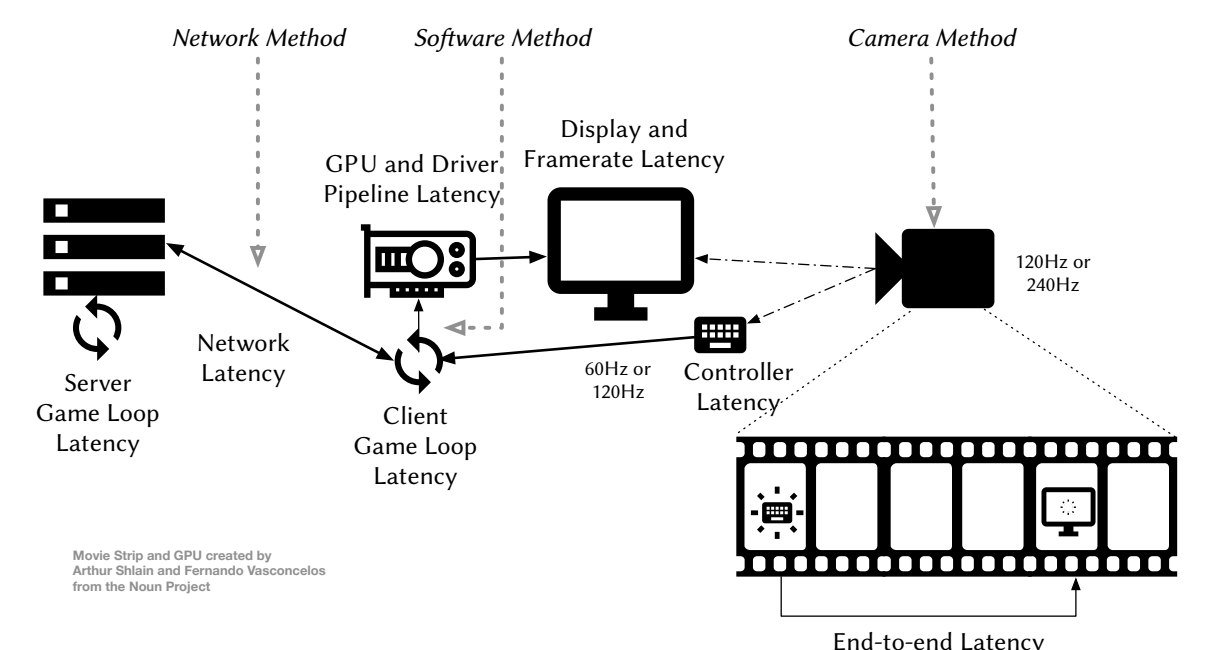 Network Method
Software Method
Camera Method
Display and
Framerate Latency
GPU and Driver
Pipeline Latency
120Hz or
240Hz
Network
Latency
60Hz or
120Hz
Controller
Latency
Server
Game Loop
Latency
Client
Game Loop
Latency
Movie Strip and GPU created by
Arthur Shlain and Fernando Vasconcelos
from the Noun Project
End-to-end Latency